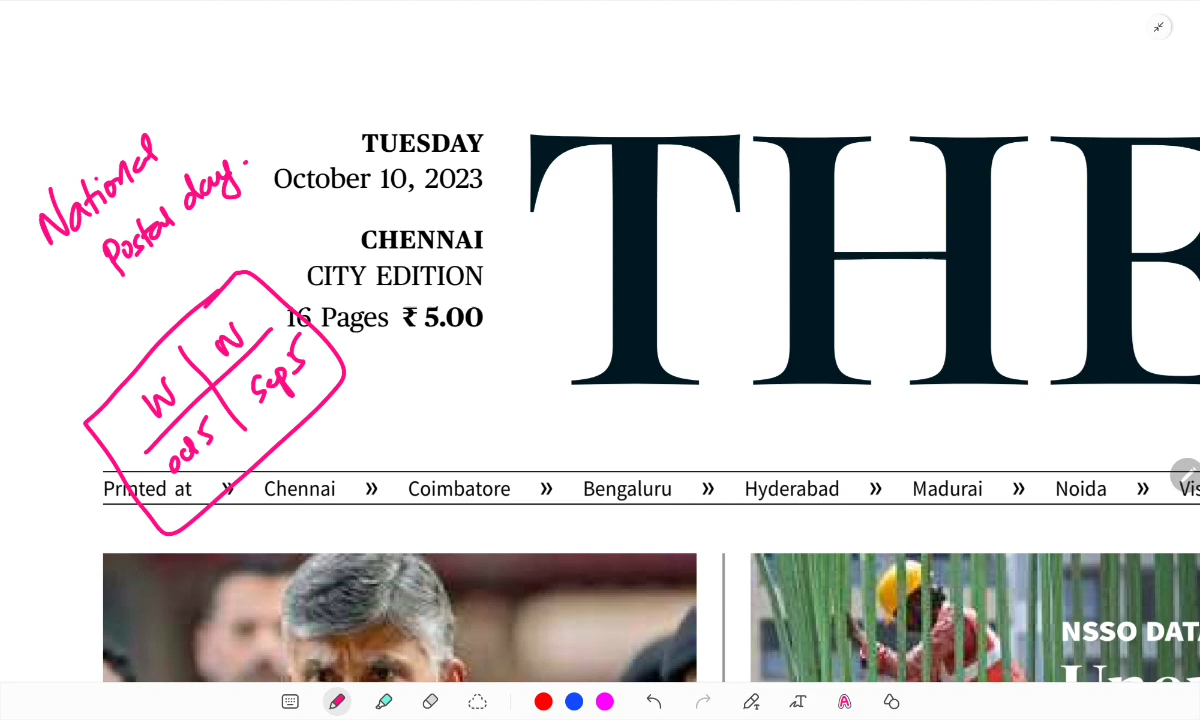 National
Postal day.
TUESDAY
October 10, 2023
CHENNAI
CITY EDITION
16 Pages ₹ 5.00
THE
W N
oct 5 Sep 5
Printed at » Chennai » Coimbatore » Bengaluru » Hyderabad » Madurai » Noida » Vis
NSSO DATA